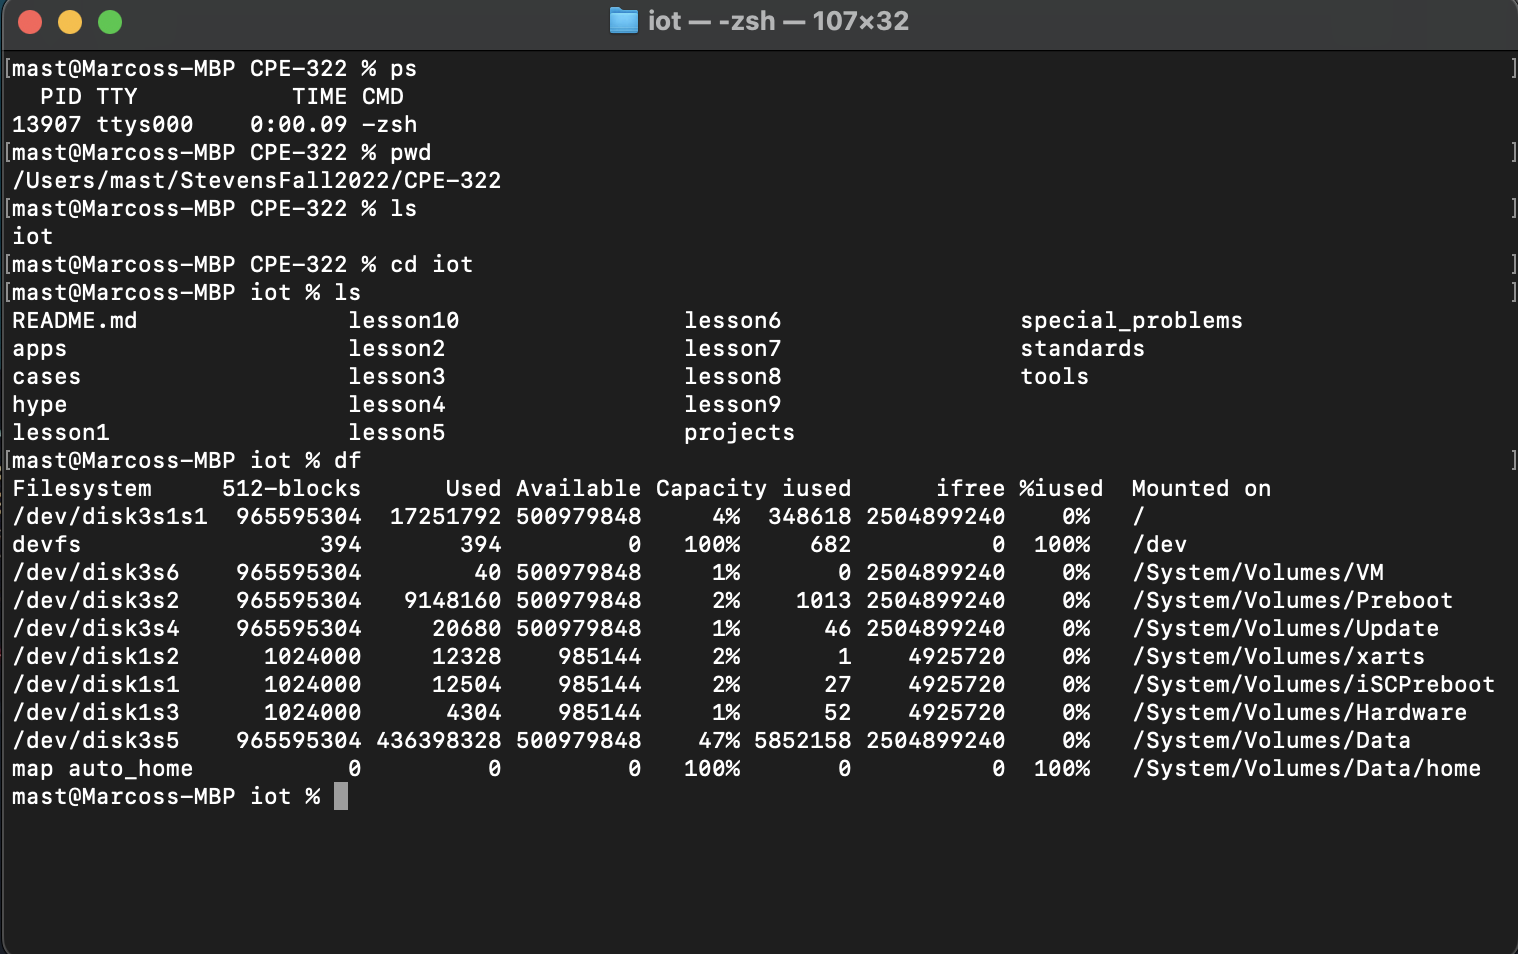 iot — -zsh — 107×32
[mast@Marcoss-MBP CPE-322 % ps ]
  PID TTY           TIME CMD
13907 ttys000    0:00.09 -zsh
[mast@Marcoss-MBP CPE-322 % pwd ]
/Users/mast/StevensFall2022/CPE-322
[mast@Marcoss-MBP CPE-322 % ls ]
iot
[mast@Marcoss-MBP CPE-322 % cd iot ]
[mast@Marcoss-MBP iot % ls ]
README.md               lesson10                lesson6                 special_problems
apps                    lesson2                 lesson7                 standards
cases                   lesson3                 lesson8                 tools
hype                    lesson4                 lesson9
lesson1                 lesson5                 projects
[mast@Marcoss-MBP iot % df ]
Filesystem     512-blocks      Used Available Capacity iused      ifree %iused  Mounted on
/dev/disk3s1s1  965595304  17251792 500979848     4%  348618 2504899240    0%   /
devfs                 394       394         0   100%     682          0  100%   /dev
/dev/disk3s6    965595304        40 500979848     1%       0 2504899240    0%   /System/Volumes/VM
/dev/disk3s2    965595304   9148160 500979848     2%    1013 2504899240    0%   /System/Volumes/Preboot
/dev/disk3s4    965595304     20680 500979848     1%      46 2504899240    0%   /System/Volumes/Update
/dev/disk1s2      1024000     12328    985144     2%       1    4925720    0%   /System/Volumes/xarts
/dev/disk1s1      1024000     12504    985144     2%      27    4925720    0%   /System/Volumes/iSCPreboot
/dev/disk1s3      1024000      4304    985144     1%      52    4925720    0%   /System/Volumes/Hardware
/dev/disk3s5    965595304 436398328 500979848    47% 5852158 2504899240    0%   /System/Volumes/Data
map auto_home           0         0         0   100%       0          0  100%   /System/Volumes/Data/home
mast@Marcoss-MBP iot %